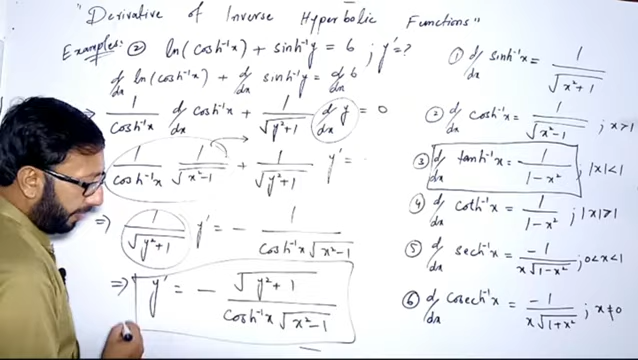 "Derivative of Inverse Hyperbolic Functions"
Examples: ② ln(cosh⁻¹x) + sinh⁻¹y = 6 ; y'=?
d/dx ln(cosh⁻¹x) + d/dx sinh⁻¹y = d/dx 6
⇒ 1/cosh⁻¹x d/dx cosh⁻¹x + 1/√(y²+1) d/dx y = 0
1/cosh⁻¹x 1/√(x²-1) + 1/√(y²+1) y' =
⇒ 1/√(y²+1) y' = - 1/(cosh⁻¹x √(x²-1))
⇒ y' = - √(y²+1)/(cosh⁻¹x √(x²-1))
① d/dx sinh⁻¹x = 1/√(x²+1)
② d/dx cosh⁻¹x = 1/√(x²-1) ; x>1
③ d/dx tanh⁻¹x = 1/(1-x²) ; |x|<1
④ d/dx coth⁻¹x = 1/(1-x²) ; |x|>1
⑤ d/dx sech⁻¹x = -1/(x√(1-x²)) ; 0<x<1
⑥ d/dx cosech⁻¹x = -1/(x√(1+x²)) ; x≠0